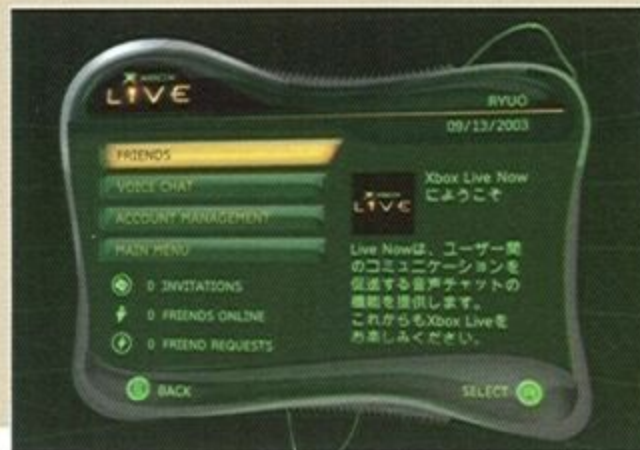 XBOX
LIVE
RYUO
09/13/2003
FRIENDS
VOICE CHAT
ACCOUNT MANAGEMENT
MAIN MENU
0 INVITATIONS
0 FRIENDS ONLINE
0 FRIEND REQUESTS
Xbox Live Now
にようこそ
LIVE
Live Nowは、ユーザー間
のコミュニケーションを
促進する音声チャットの
機能を提供します。
これからもXbox Liveを
お楽しみください。
BACK
SELECT